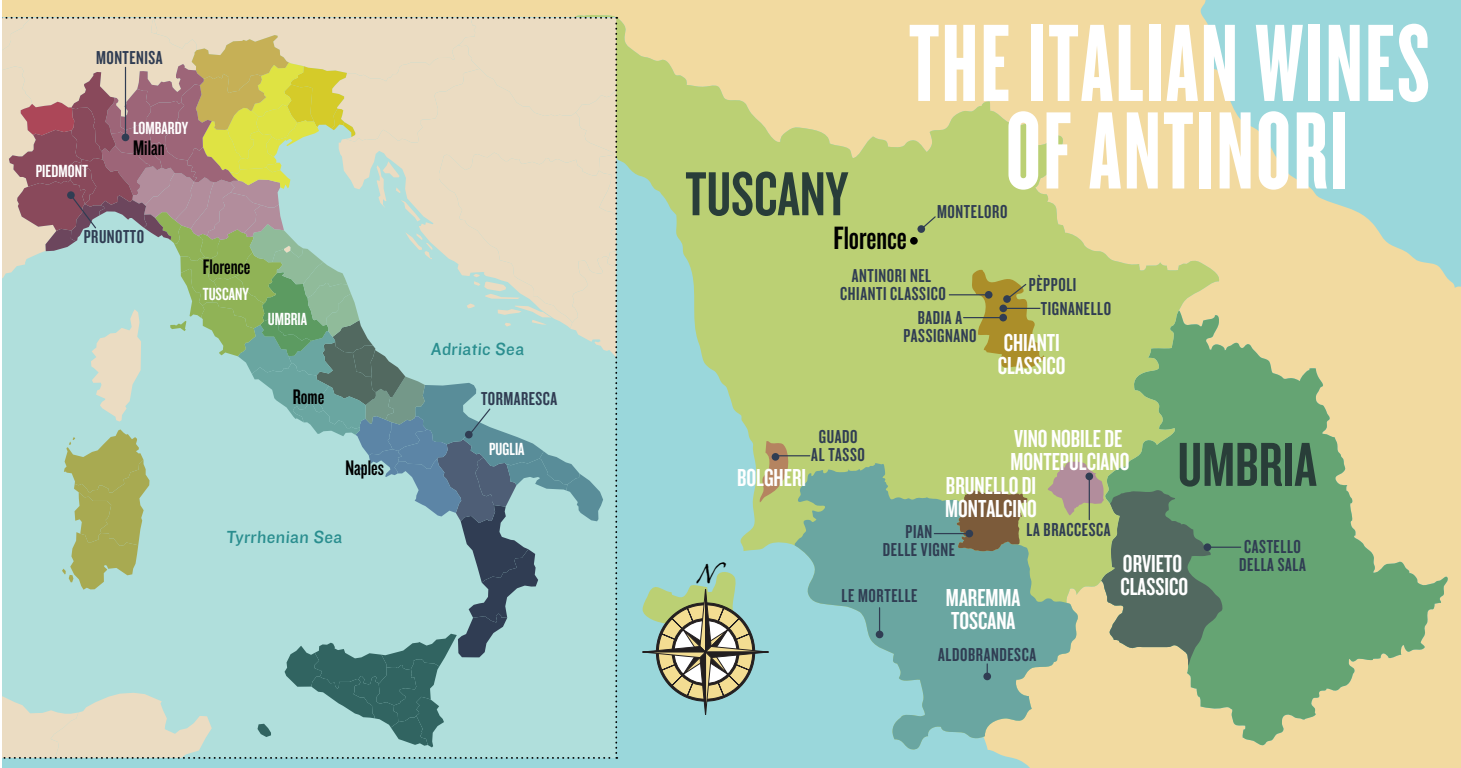 THE ITALIAN WINES
OF ANTINORI
MONTENISA
LOMBARDY
Milan
PIEDMONT
PRUNOTTO
Florence
TUSCANY
UMBRIA
Adriatic Sea
Rome
TORMARESCA
PUGLIA
Naples
Tyrrhenian Sea
TUSCANY
MONTELORO
Florence
ANTINORI NEL
CHIANTI CLASSICO
PÈPPOLI
TIGNANELLO
BADIA A
PASSIGNANO
CHIANTI
CLASSICO
GUADO
AL TASSO
BOLGHERI
VINO NOBILE DE
MONTEPULCIANO
UMBRIA
BRUNELLO DI
MONTALCINO
LA BRACCESCA
PIAN
DELLE VIGNE
ORVIETO
CLASSICO
CASTELLO
DELLA SALA
N
LE MORTELLE
MAREMMA
TOSCANA
ALDOBRANDESCA